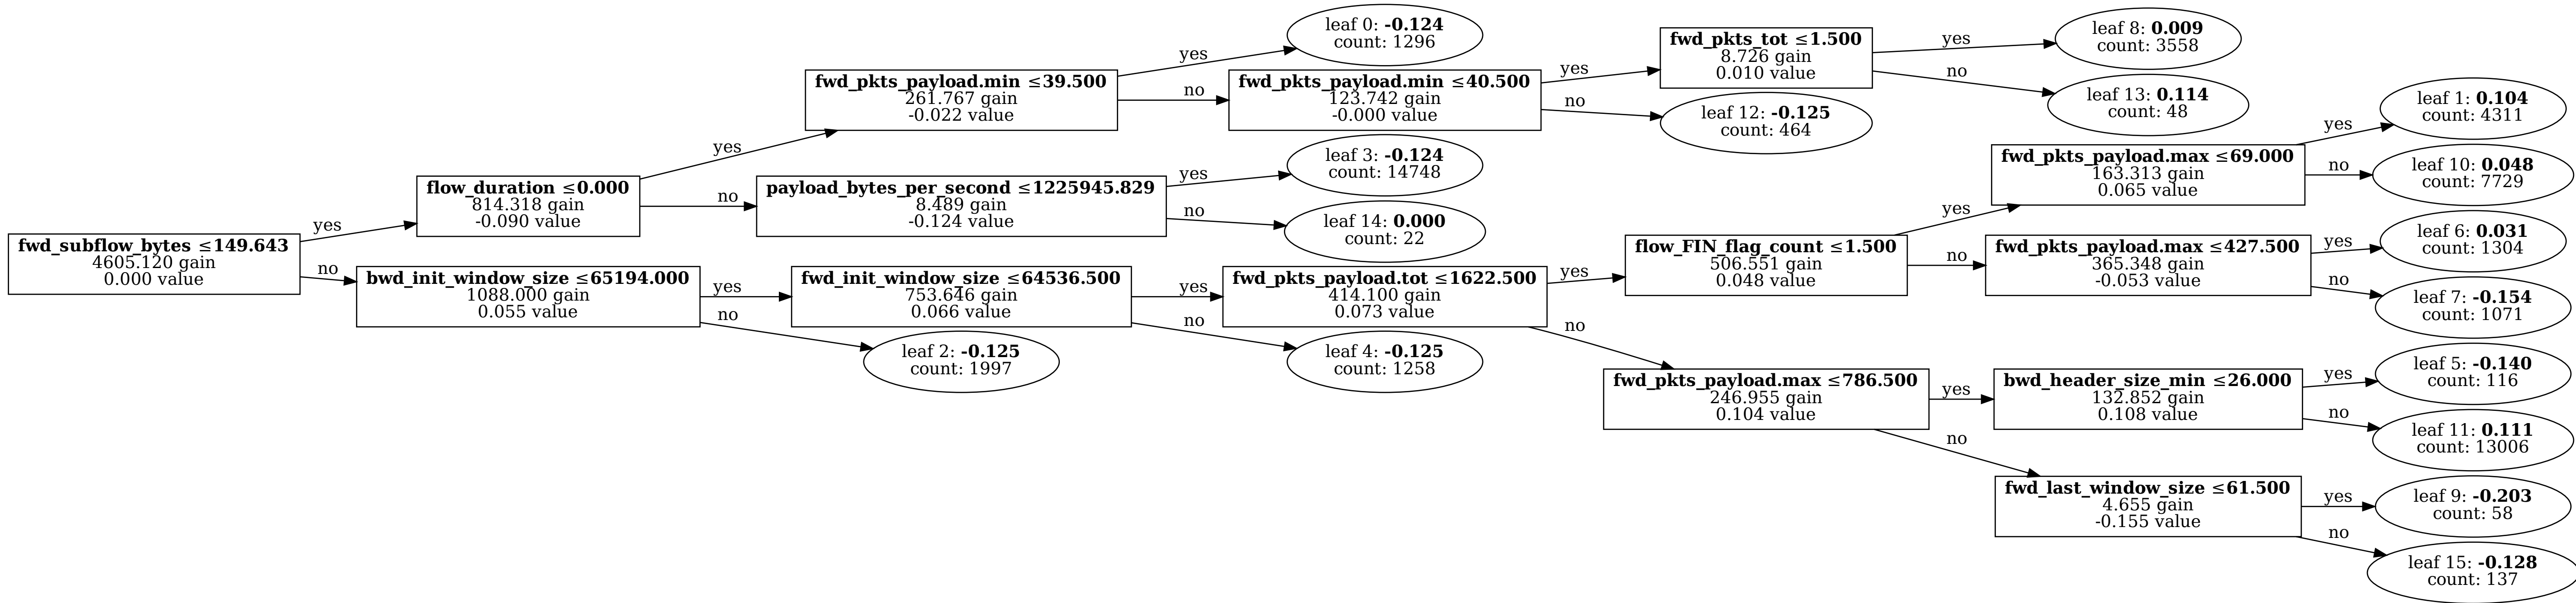 fwd_subflow_bytes ≤149.643
4605.120 gain
0.000 value
yes
no
flow_duration ≤0.000
814.318 gain
-0.090 value
yes
no
bwd_init_window_size ≤65194.000
1088.000 gain
0.055 value
yes
no
fwd_pkts_payload.min ≤39.500
261.767 gain
-0.022 value
yes
no
payload_bytes_per_second ≤1225945.829
8.489 gain
-0.124 value
yes
no
fwd_init_window_size ≤64536.500
753.646 gain
0.066 value
yes
no
leaf 2: -0.125
count: 1997
leaf 0: -0.124
count: 1296
fwd_pkts_payload.min ≤40.500
123.742 gain
-0.000 value
yes
no
leaf 3: -0.124
count: 14748
leaf 14: 0.000
count: 22
fwd_pkts_payload.tot ≤1622.500
414.100 gain
0.073 value
yes
no
leaf 4: -0.125
count: 1258
fwd_pkts_tot ≤1.500
8.726 gain
0.010 value
yes
no
leaf 12: -0.125
count: 464
flow_FIN_flag_count ≤1.500
506.551 gain
0.048 value
yes
no
fwd_pkts_payload.max ≤786.500
246.955 gain
0.104 value
yes
no
leaf 8: 0.009
count: 3558
leaf 13: 0.114
count: 48
fwd_pkts_payload.max ≤69.000
163.313 gain
0.065 value
yes
no
fwd_pkts_payload.max ≤427.500
365.348 gain
-0.053 value
yes
no
bwd_header_size_min ≤26.000
132.852 gain
0.108 value
yes
no
fwd_last_window_size ≤61.500
4.655 gain
-0.155 value
yes
no
leaf 1: 0.104
count: 4311
leaf 10: 0.048
count: 7729
leaf 6: 0.031
count: 1304
leaf 7: -0.154
count: 1071
leaf 5: -0.140
count: 116
leaf 11: 0.111
count: 13006
leaf 9: -0.203
count: 58
leaf 15: -0.128
count: 137